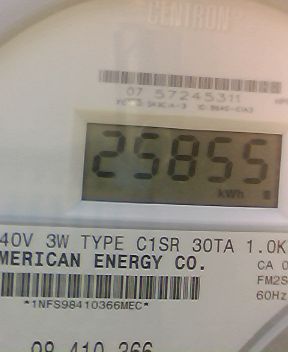 CENTRON
07 57245311
25855
kWh
40V 3W TYPE C1SR 30TA 1.0K
MERICAN ENERGY CO.
CA 0
FM2S
60Hz
*1NFS98410366MEC*
98 410 366